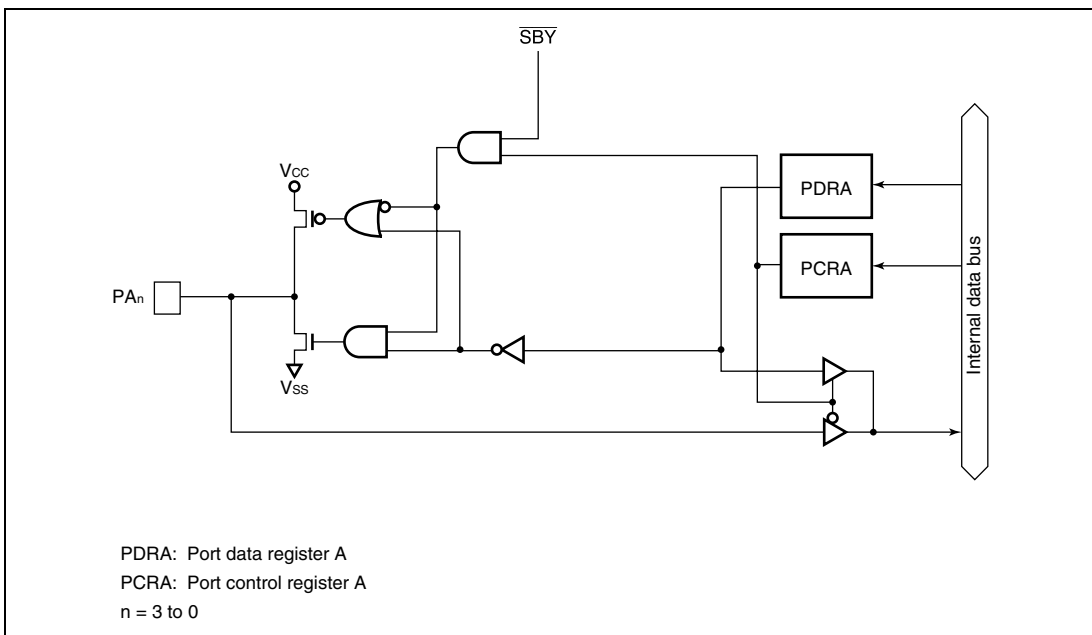 SBY
VCC
PDRA
PCRA
PAn
VSS
Internal data bus
PDRA: Port data register A
PCRA: Port control register A
n = 3 to 0